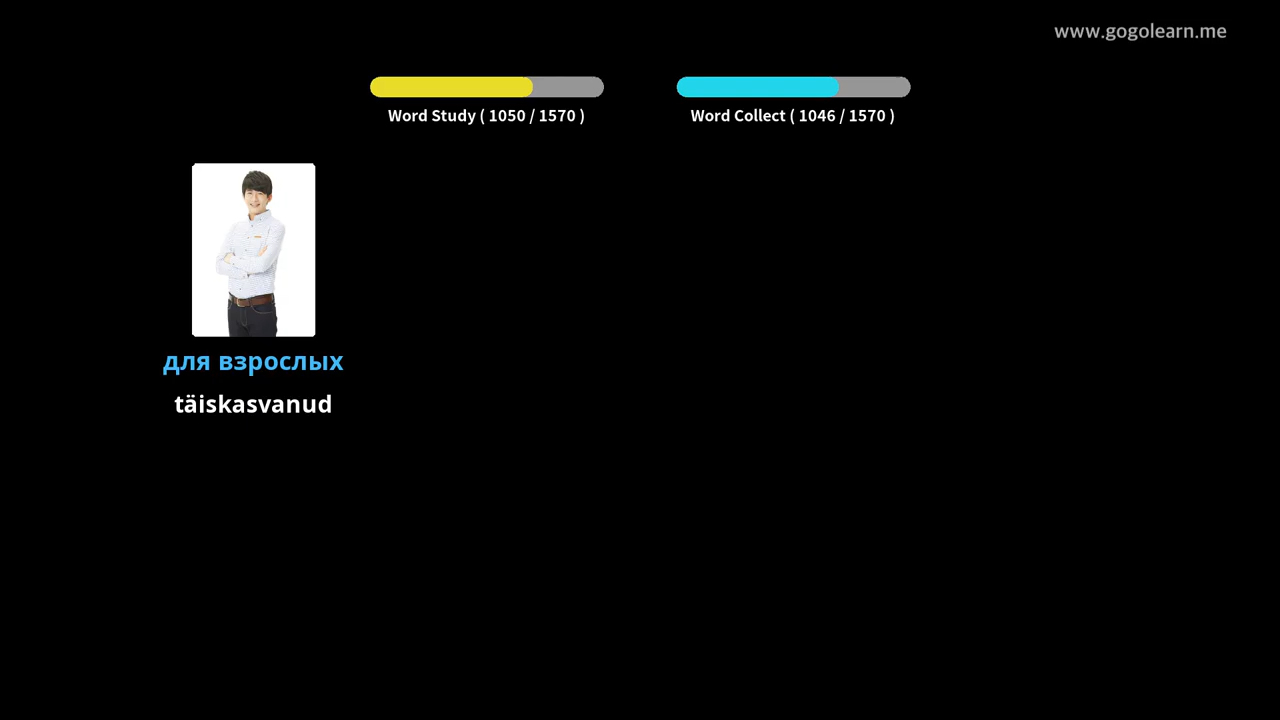 www.gogolearn.me
Word Study ( 1050 / 1570 )
Word Collect ( 1046 / 1570 )
для взрослых
täiskasvanud